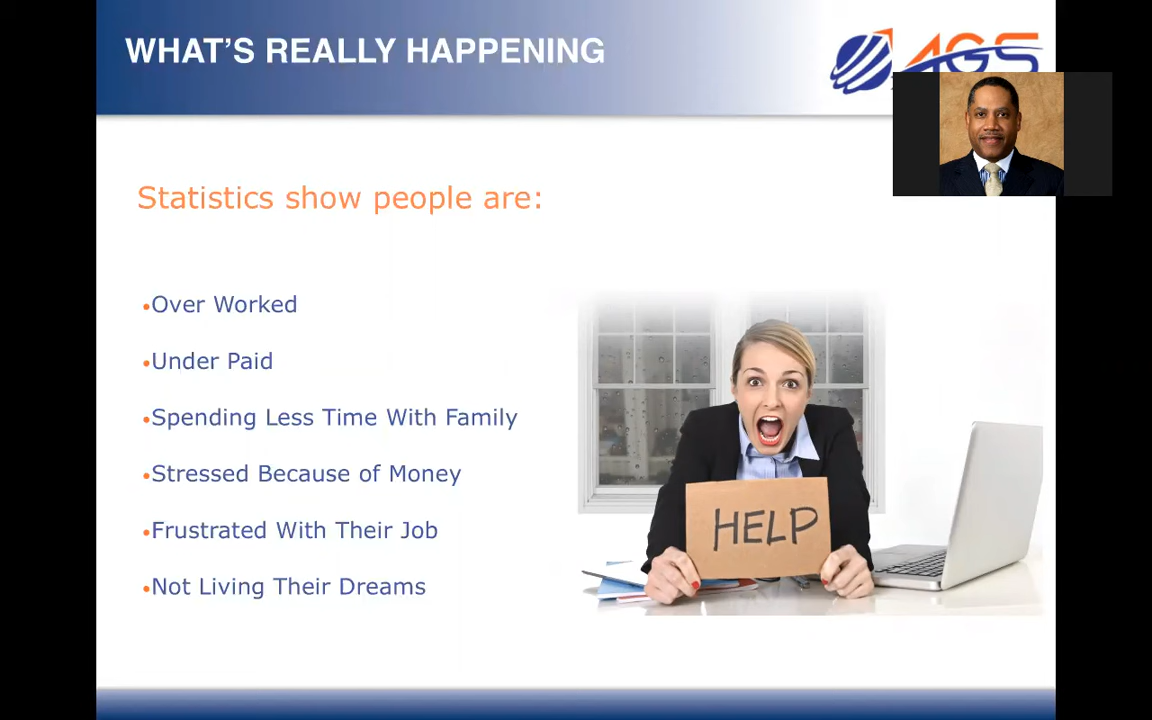 WHAT'S REALLY HAPPENING
AGS
Statistics show people are:
•Over Worked
•Under Paid
•Spending Less Time With Family
•Stressed Because of Money
•Frustrated With Their Job
•Not Living Their Dreams
HELP